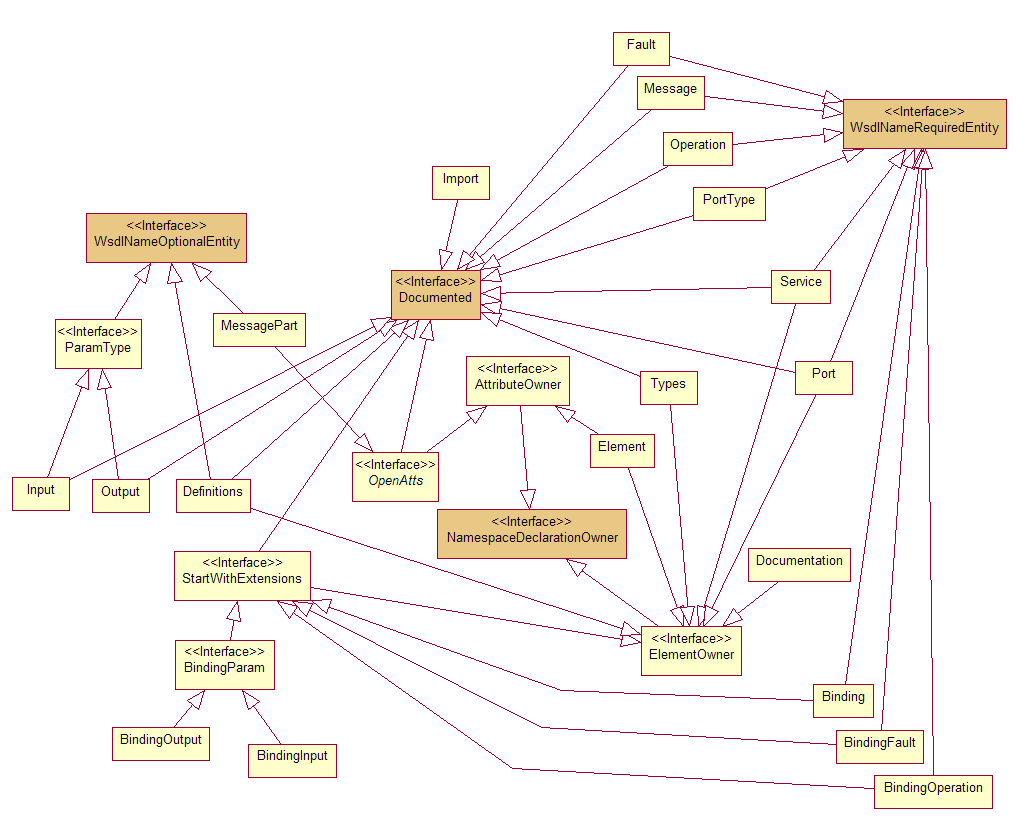 Fault
Message
<<Interface>>
WsdlNameRequiredEntity
Operation
Import
PortType
<<Interface>>
WsdlNameOptionalEntity
<<Interface>>
Documented
Service
MessagePart
<<Interface>>
ParamType
<<Interface>>
AttributeOwner
Types
Port
Element
<<Interface>>
OpenAtts
Input
Output
Definitions
<<Interface>>
NamespaceDeclarationOwner
<<Interface>>
StartWithExtensions
Documentation
<<Interface>>
ElementOwner
<<Interface>>
BindingParam
Binding
BindingOutput
BindingInput
BindingFault
BindingOperation